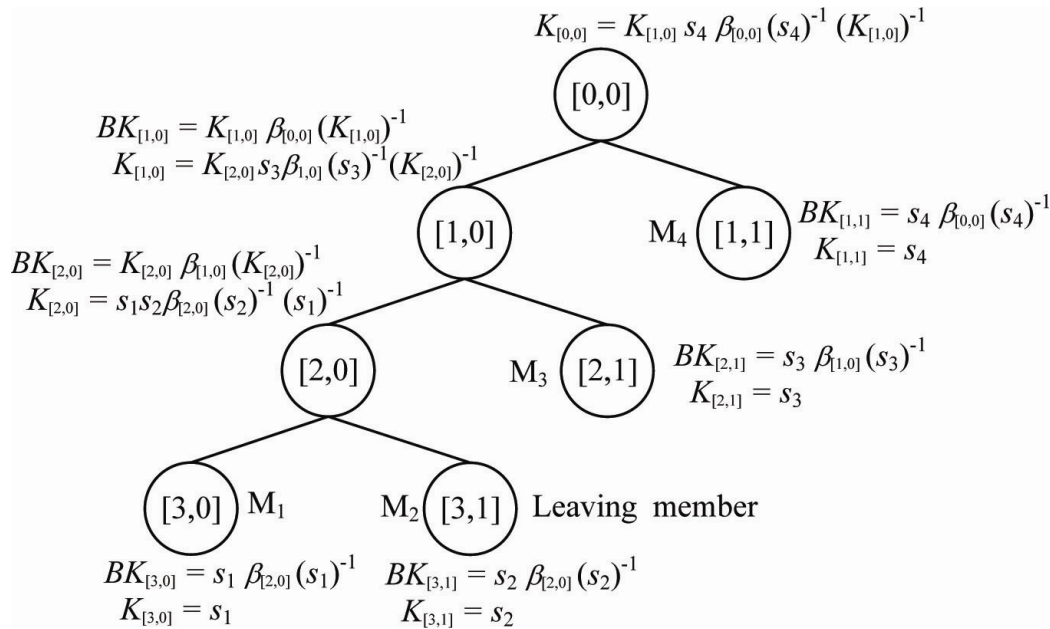 K[0,0] = K[1,0] s4 β[0,0] (s4)-1 (K[1,0])-1
[0,0]
BK[1,0] = K[1,0] β[0,0] (K[1,0])-1
K[1,0] = K[2,0] s3 β1,0] (s3)-1 (K[2,0])-1
[1,0]
M4 [1,1]
BK[1,1] = s4 β[0,0] (s4)-1
K[1,1] = s4
BK[2,0] = K[2,0] β[1,0] (K[2,0])-1
K[2,0] = s1s2β[2,0] (s2)-1 (s1)-1
[2,0]
M3 [2,1]
BK[2,1] = s3 β[1,0] (s3)-1
K[2,1] = s3
[3,0] M1
M2 [3,1] Leaving member
BK[3,0] = s1 β[2,0] (s1)-1
K[3,0] = s1
BK[3,1] = s2 β[2,0] (s2)-1
K[3,1] = s2